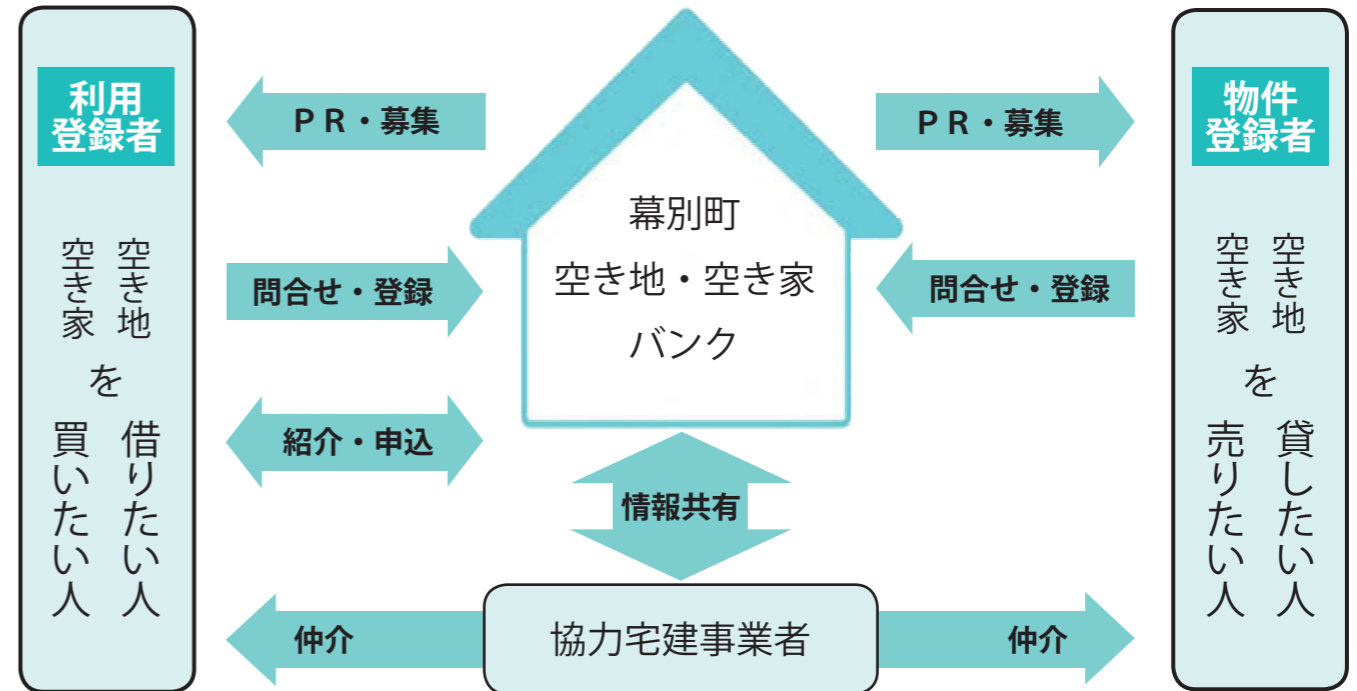 利用
登録者
空き地
空き家
を
借りたい人
買いたい人
ＰＲ・募集
問合せ・登録
紹介・申込
仲介
幕別町
空き地・空き家
バンク
情報共有
協力宅建事業者
ＰＲ・募集
問合せ・登録
仲介
物件
登録者
空き地
空き家
を
貸したい人
売りたい人